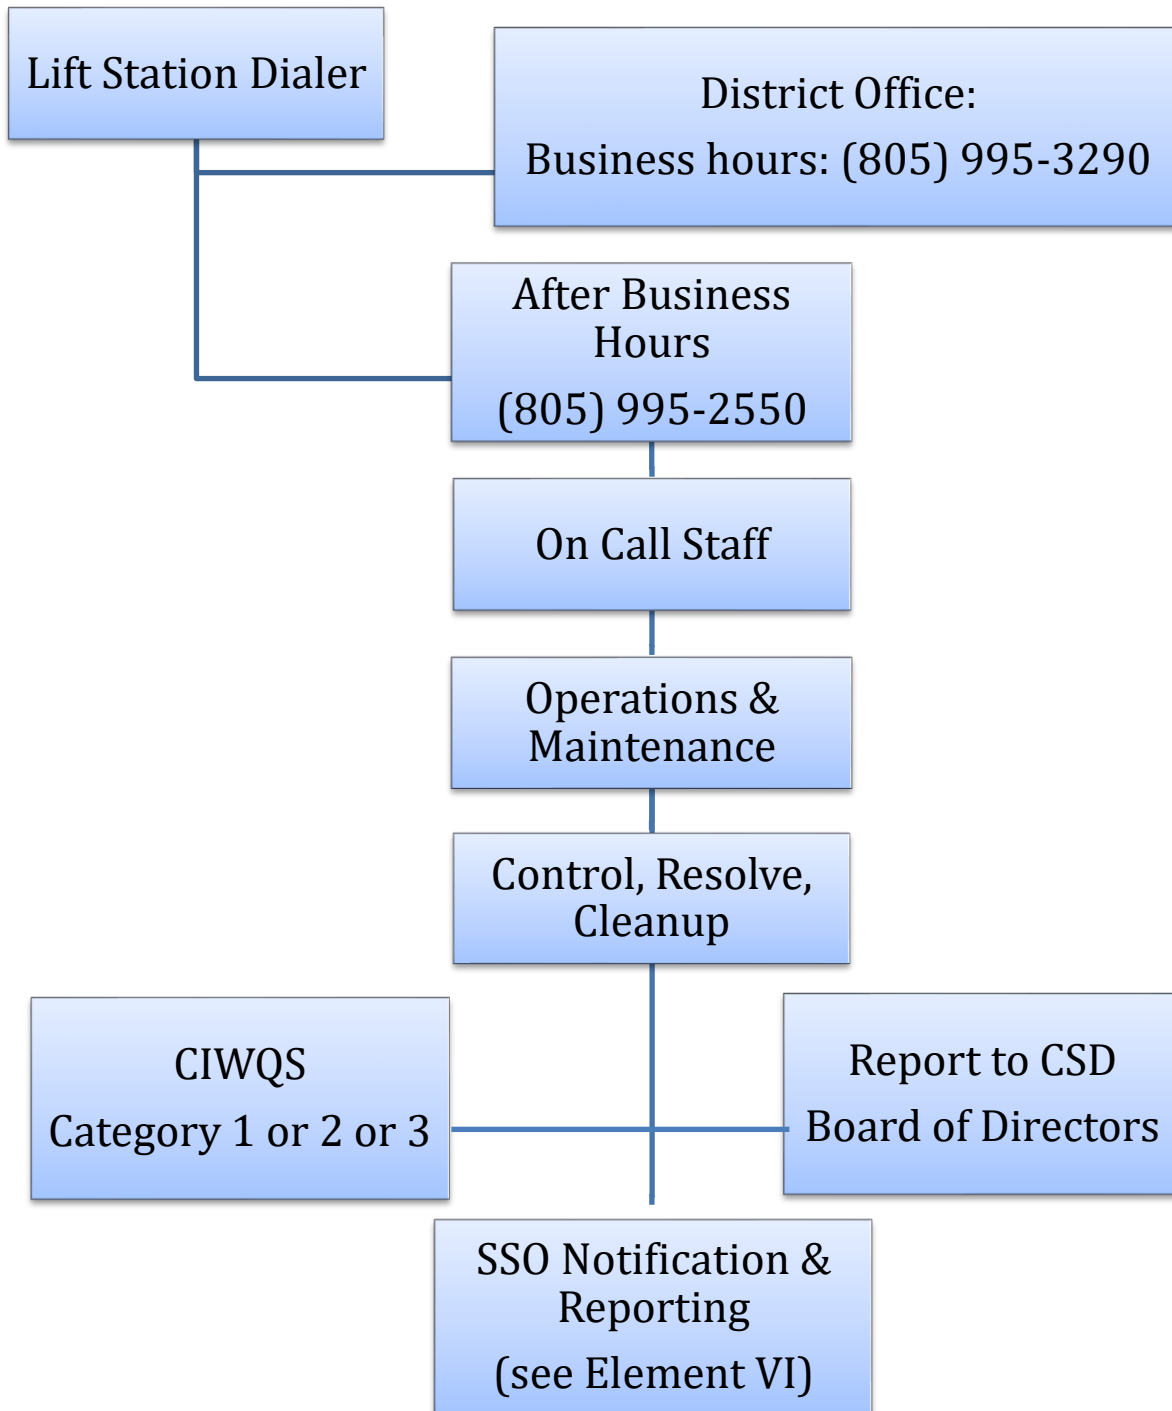 Lift Station Dialer
District Office:
Business hours: (805) 995-3290
After Business
Hours
(805) 995-2550
On Call Staff
Operations &
Maintenance
Control, Resolve,
Cleanup
CIWQS
Category 1 or 2 or 3
Report to CSD
Board of Directors
SSO Notification &
Reporting
(see Element VI)